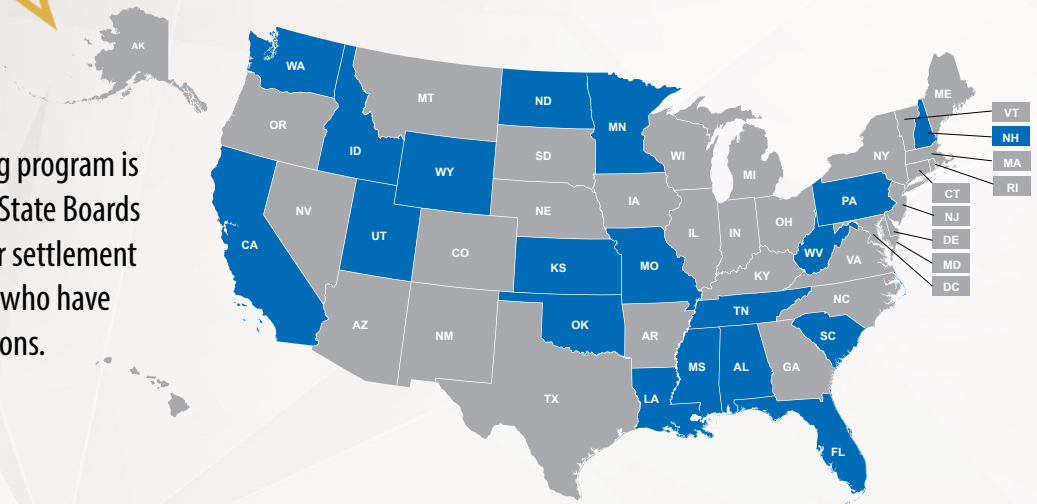 g program is
State Boards
r settlement
who have
ons.
AK
WA
MT
ND
MN
OR
ID
WY
SD
WI
MI
NY
ME
VT
NH
MA
RI
CT
NJ
DE
MD
DC
NV
UT
CO
NE
IA
IL
IN
OH
PA
CA
KS
MO
KY
WV
VA
AZ
NM
OK
AR
TN
NC
SC
TX
LA
MS
AL
GA
FL